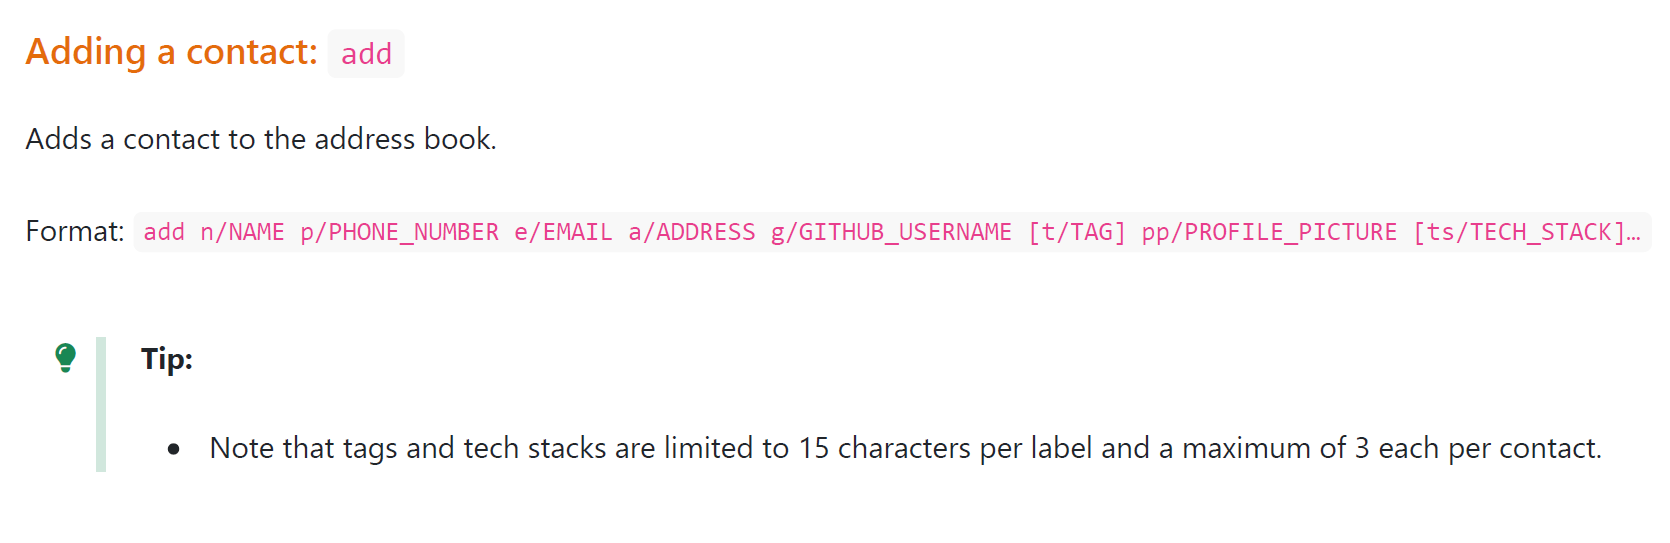 Adding a contact: add
Adds a contact to the address book.
Format: add n/NAME p/PHONE_NUMBER e/EMAIL a/ADDRESS g/GITHUB_USERNAME [t/TAG] pp/PROFILE_PICTURE [ts/TECH_STACK]…
Tip:
• Note that tags and tech stacks are limited to 15 characters per label and a maximum of 3 each per contact.